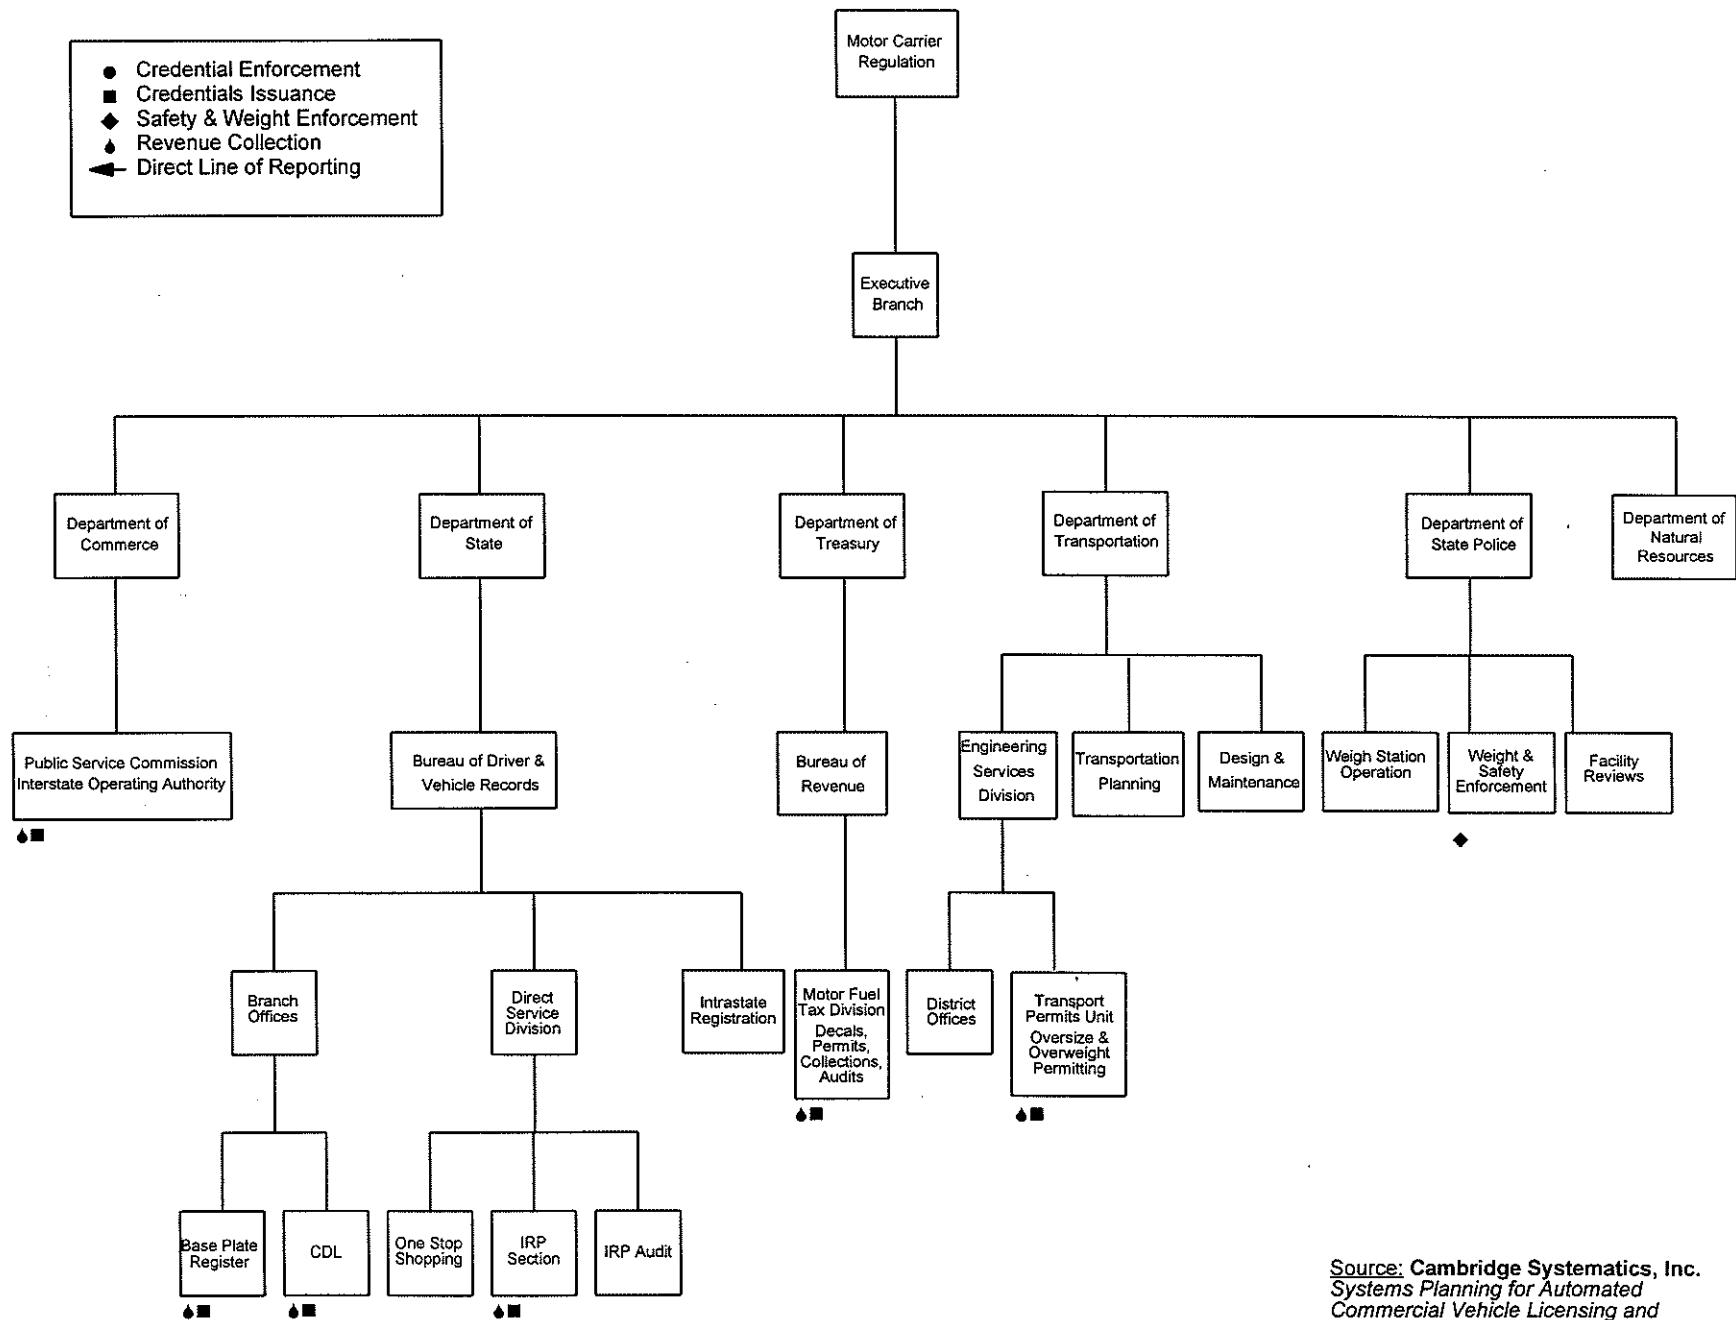 Credential Enforcement
Credentials Issuance
Safety & Weight Enforcement
Revenue Collection
Direct Line of Reporting
Motor Carrier
Regulation
Executive
Branch
Department of
Commerce
Department of
State
Department of
Treasury
Department of
Transportation
Department of
State Police
Department of
Natural
Resources
Public Service Commission
Interstate Operating Authority
Bureau of Driver &
Vehicle Records
Bureau of
Revenue
Engineering
Services
Division
Transportation
Planning
Design &
Maintenance
Weigh Station
Operation
Weight &
Safety
Enforcement
Facility
Reviews
Branch
Offices
Direct
Service
Division
Intrastate
Registration
Motor Fuel
Tax Division
Decals,
Permits,
Collections,
Audits
District
Offices
Transport
Permits Unit
Oversize &
Overweight
Permitting
Base Plate
Register
CDL
One Stop
Shopping
IRP
Section
IRP Audit
Source: Cambridge Systematics, Inc.
Systems Planning for Automated
Commercial Vehicle Licensing and